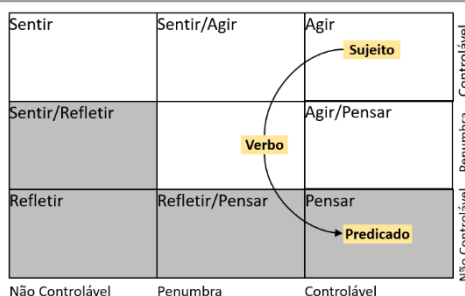 Sentir Sentir/Agir Agir
Sujeito
Controlável
Sentir/Refletir Agir/Pensar
Verbo
Penumbra
Refletir Refletir/Pensar Pensar
Predicado
Não Controlável
Não Controlável Penumbra Controlável